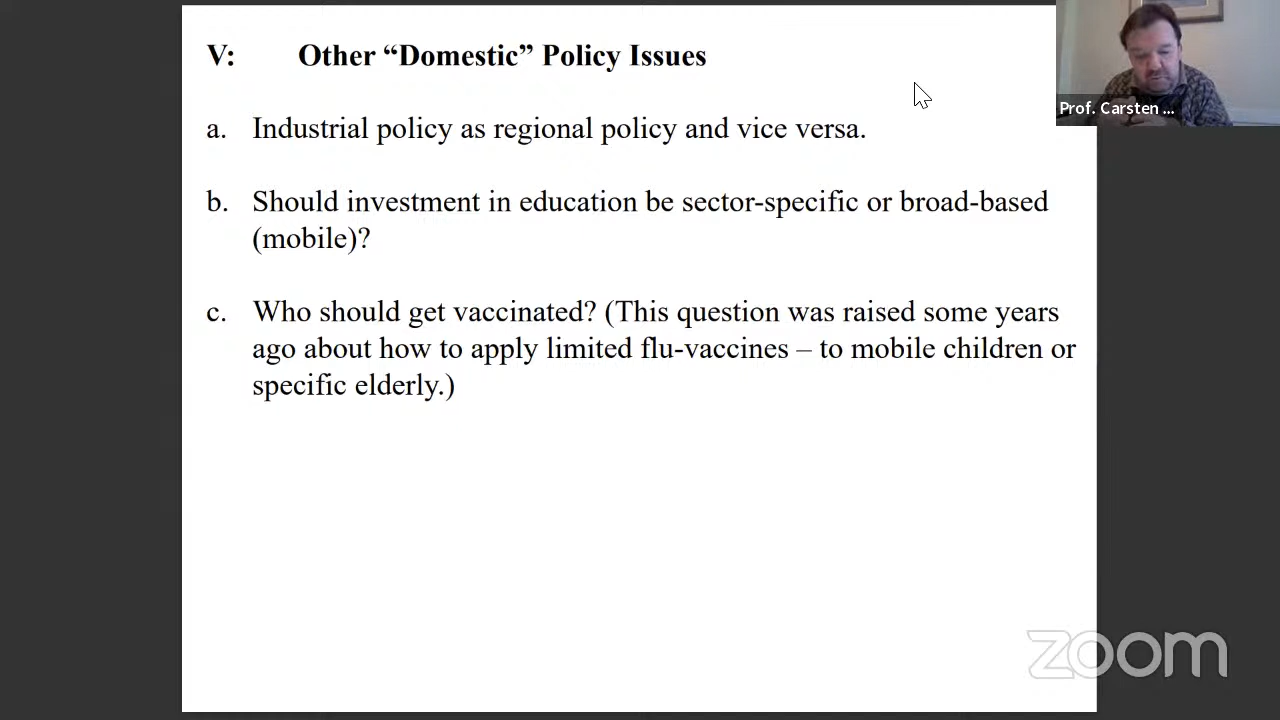 V: Other “Domestic” Policy Issues
Prof. Carsten ...
a. Industrial policy as regional policy and vice versa.
b. Should investment in education be sector-specific or broad-based
(mobile)?
c. Who should get vaccinated? (This question was raised some years
ago about how to apply limited flu-vaccines – to mobile children or
specific elderly.)
zoom